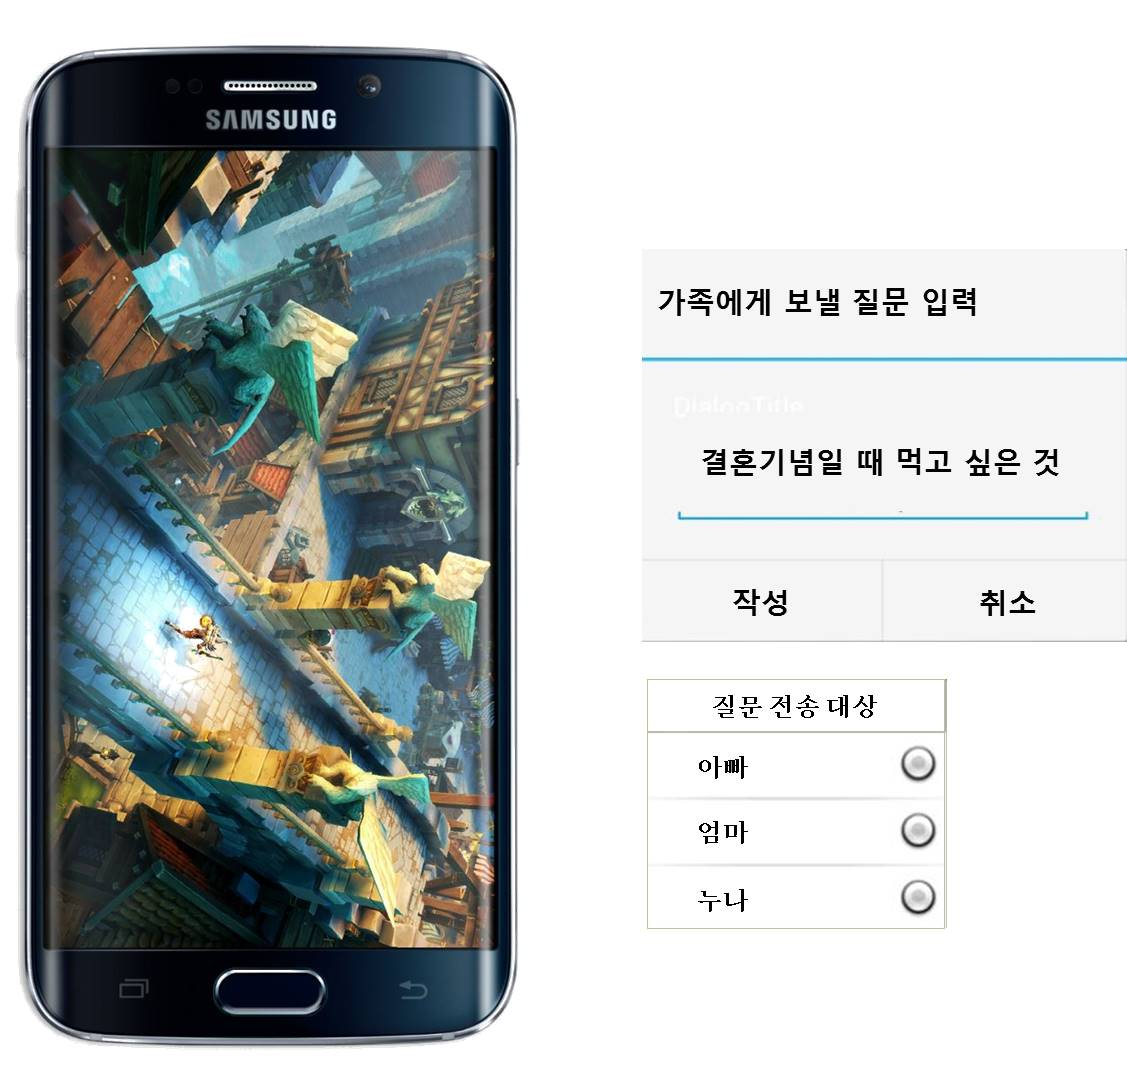 SAMSUNG
가족에게 보낼 질문 입력
DialogTitle
결혼기념일 때 먹고 싶은 것
작성
취소
질문 전송 대상
아빠
엄마
누나